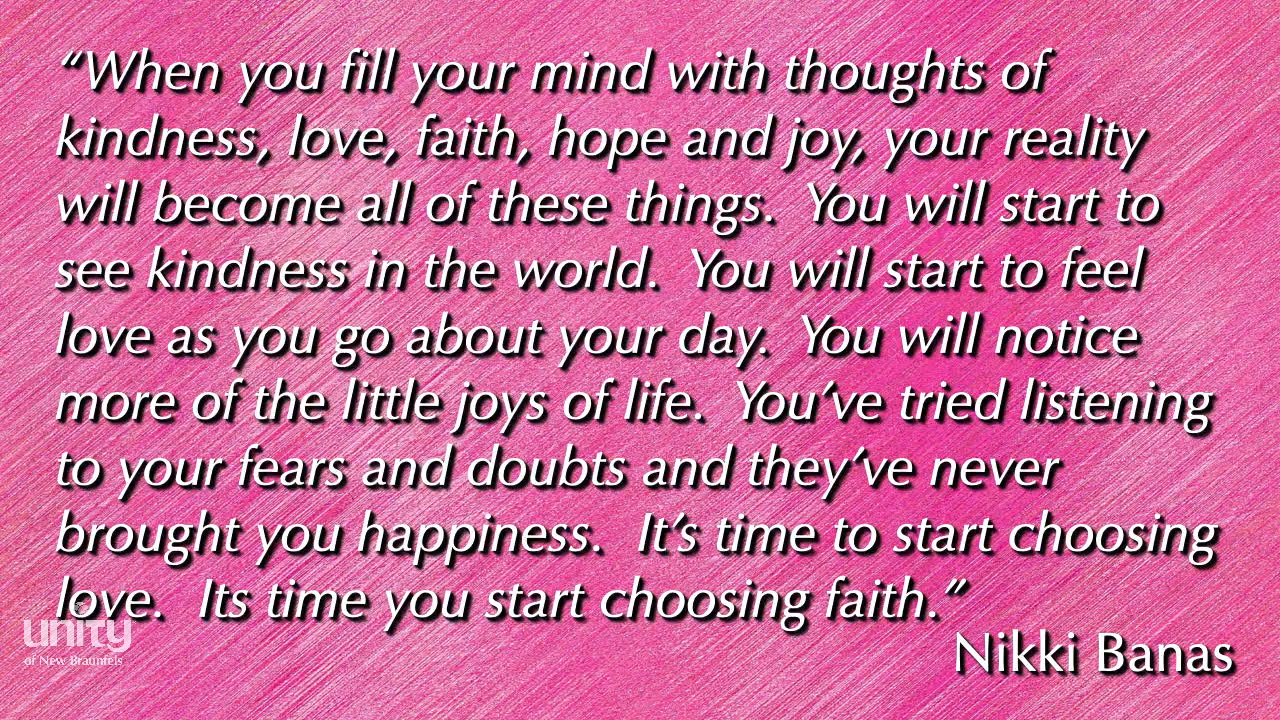 “When you fill your mind with thoughts of
kindness, love, faith, hope and joy, your reality
will become all of these things.  You will start to
see kindness in the world.  You will start to feel
love as you go about your day.  You will notice
more of the little joys of life.  You’ve tried listening
to your fears and doubts and they’ve never
brought you happiness.  It’s time to start choosing
love.  Its time you start choosing faith.”
Nikki Banas
unity
of New Braunfels